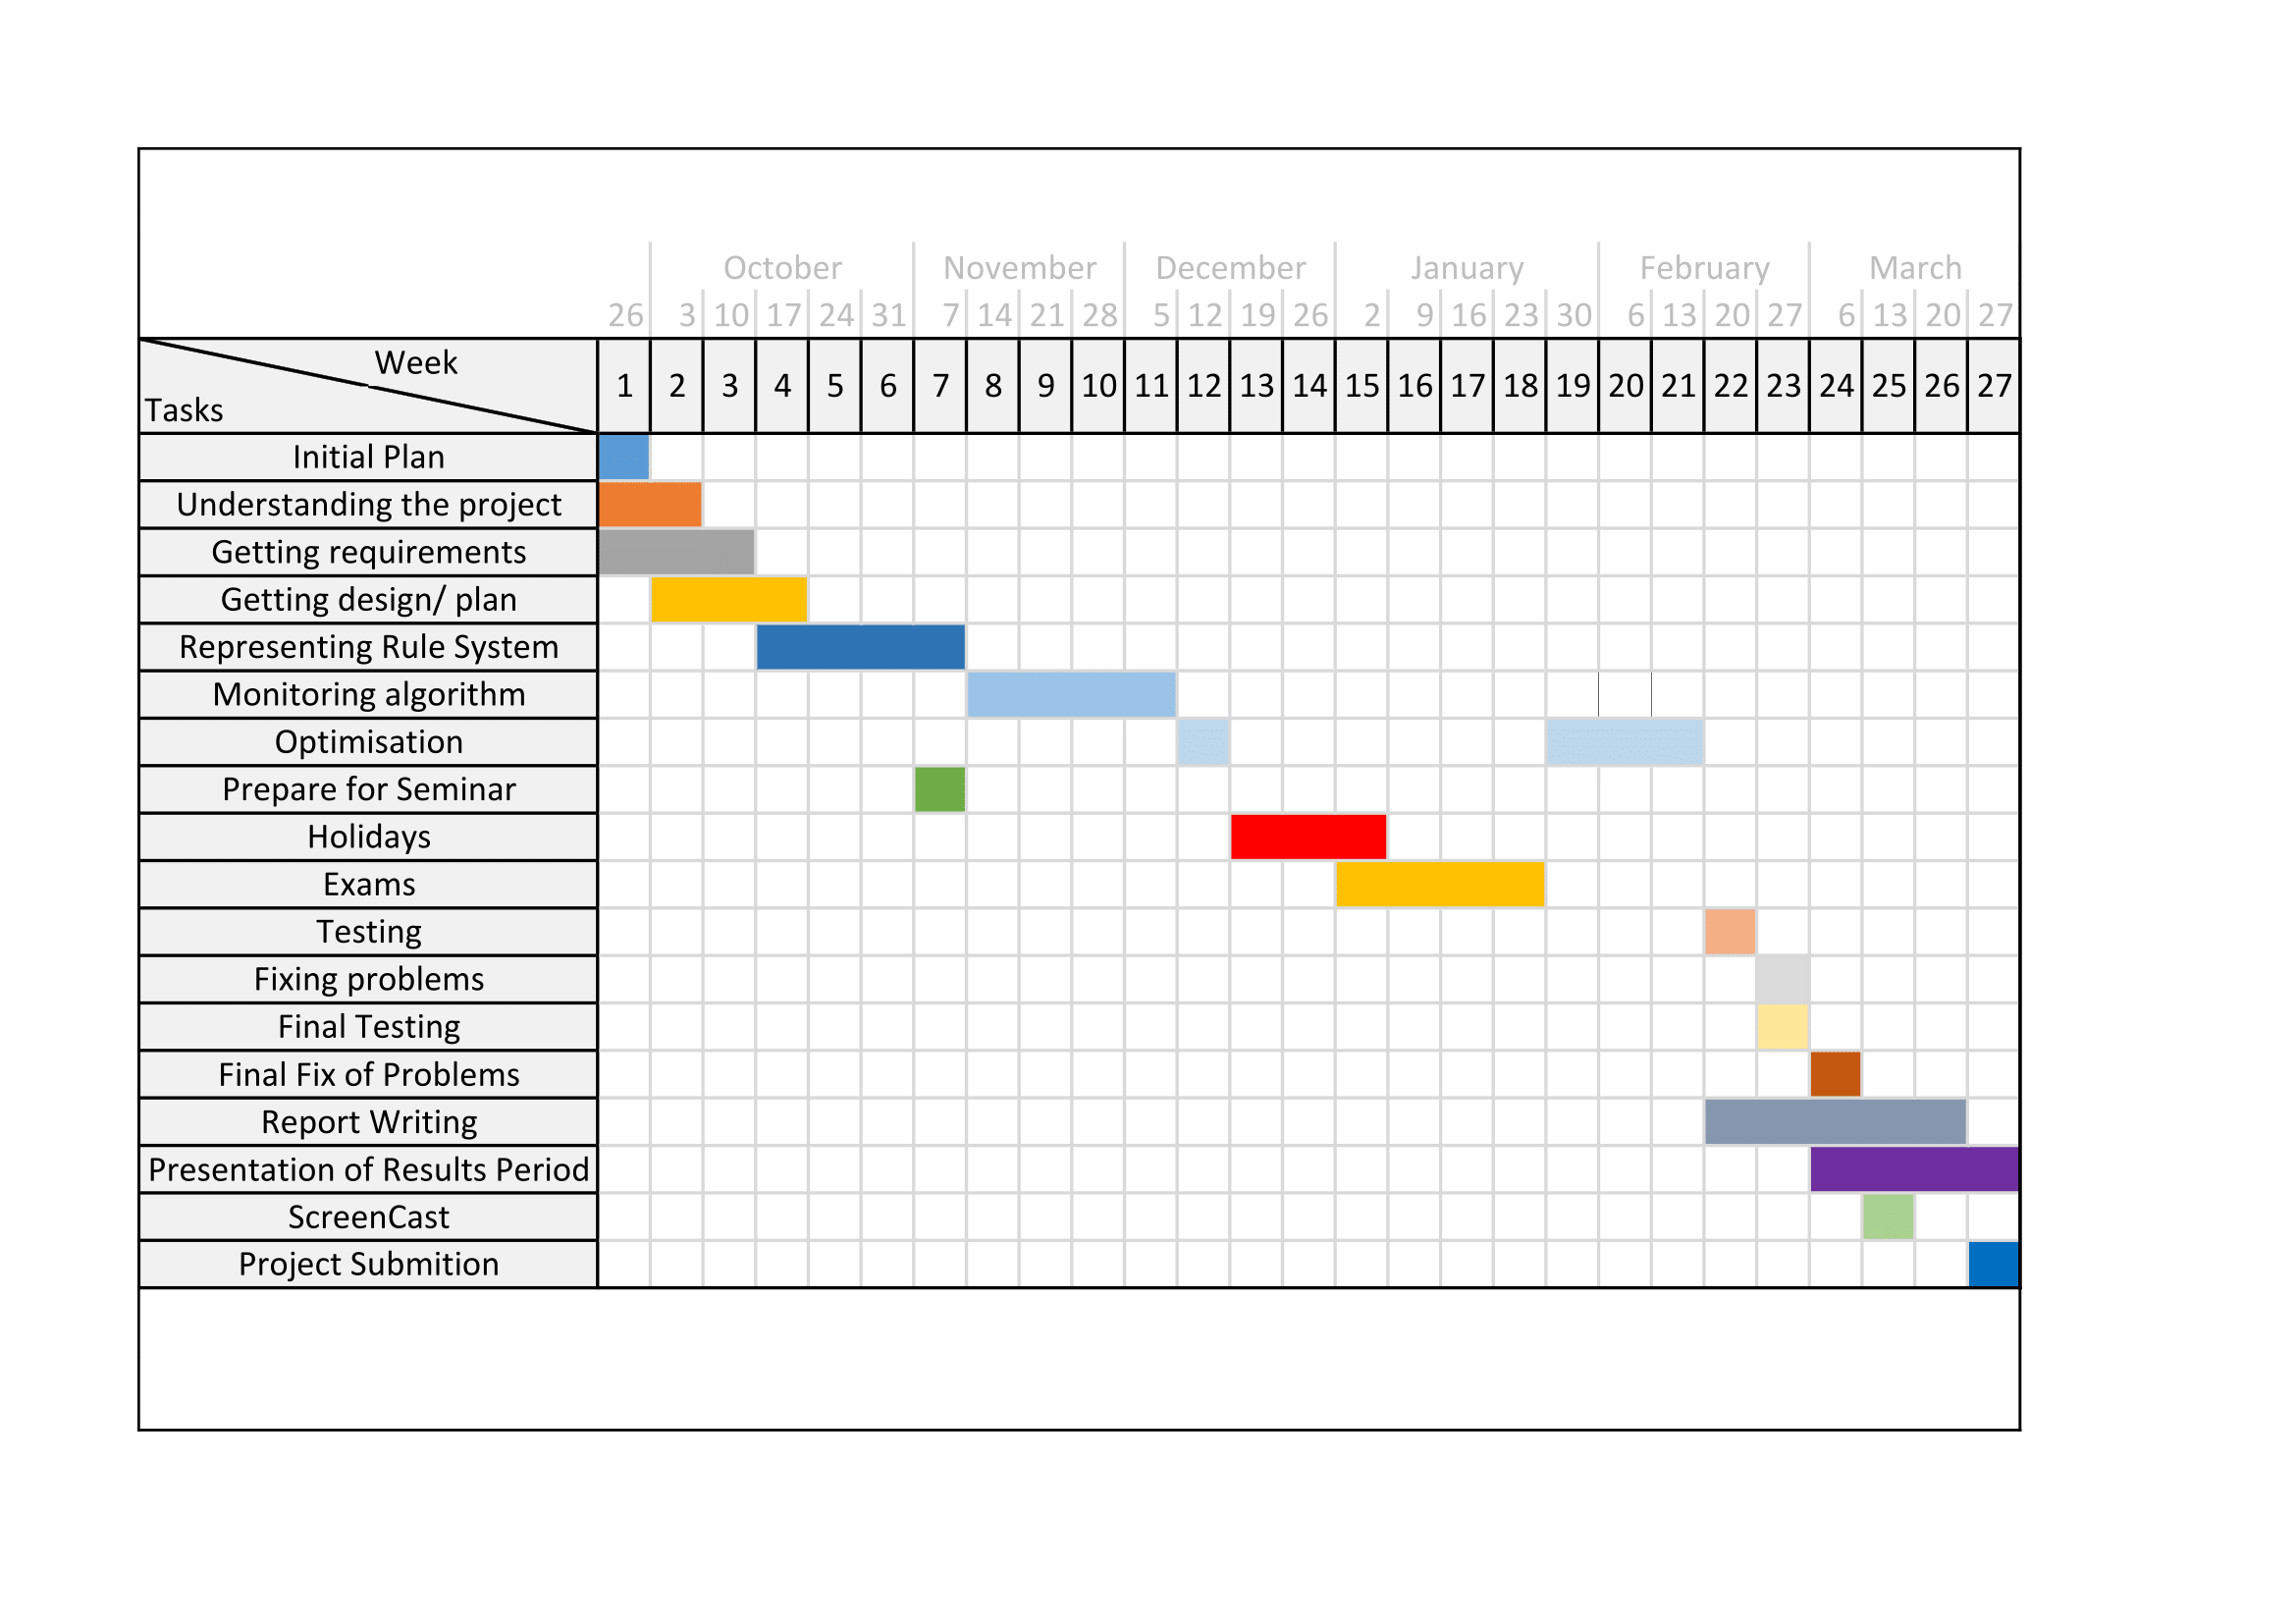 October November December January February March
26 3 10 17 24 31 7 14 21 28 5 12 19 26 2 9 16 23 30 6 13 20 27 6 13 20 27
Week
1 2 3 4 5 6 7 8 9 10 11 12 13 14 15 16 17 18 19 20 21 22 23 24 25 26 27
Tasks
Initial Plan
Understanding the project
Getting requirements
Getting design/ plan
Representing Rule System
Monitoring algorithm
Optimisation
Prepare for Seminar
Holidays
Exams
Testing
Fixing problems
Final Testing
Final Fix of Problems
Report Writing
Presentation of Results Period
ScreenCast
Project Submition